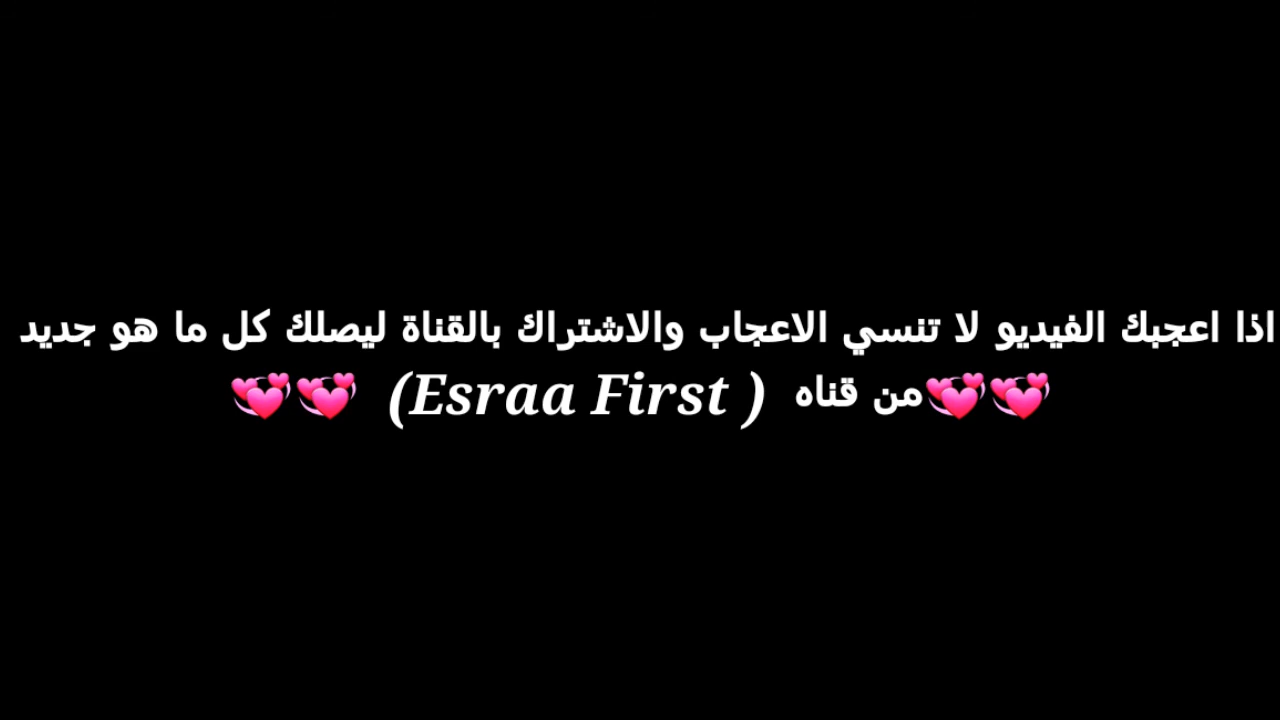 اذا اعجبك الفيديو لا تنسي الاعجاب والاشتراك بالقناة ليصلك كل ما هو جديد
💞💞من قناه ( Esraa First) 💞💞